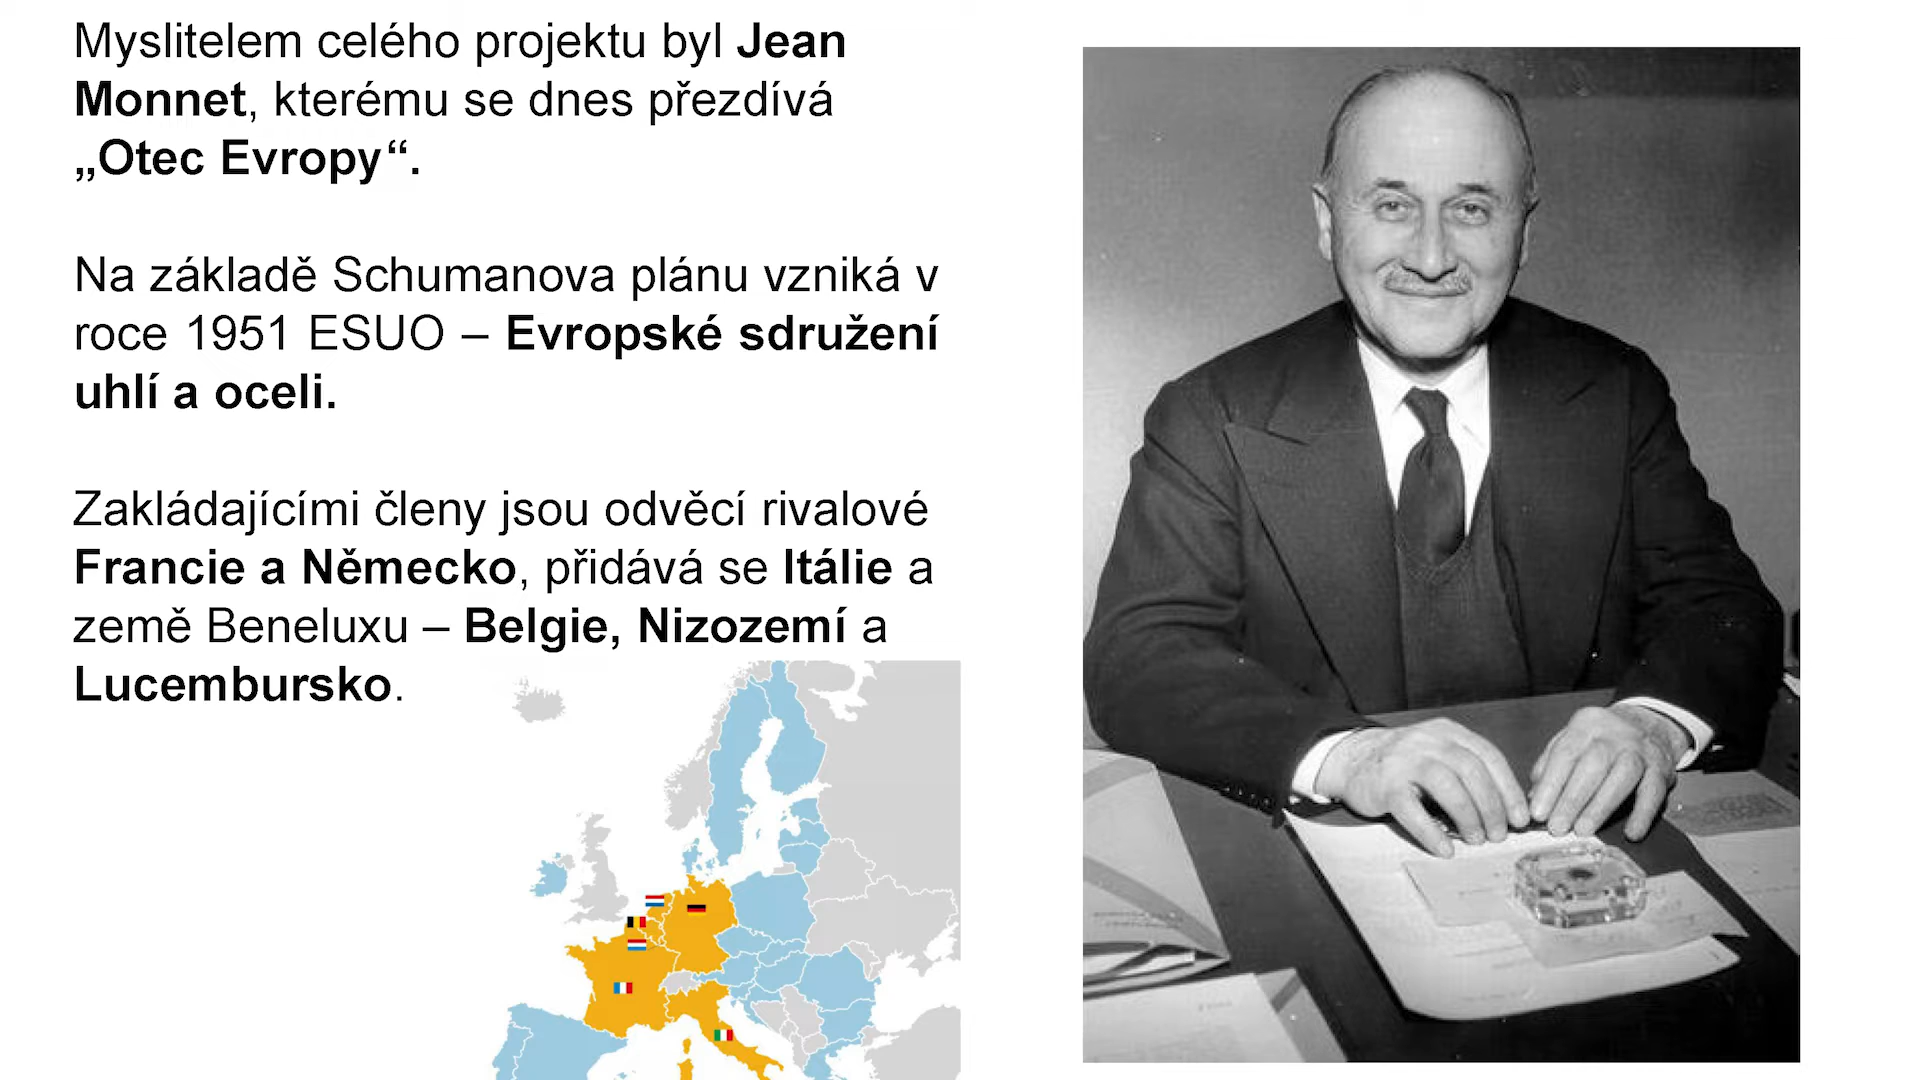 Myslitelem celého projektu byl Jean
Monnet, kterému se dnes přezdívá
„Otec Evropy“.
Na základě Schumanova plánu vzniká v
roce 1951 ESUO – Evropské sdružení
uhlí a oceli.
Zakládajícími členy jsou odvěcí rivalové
Francie a Německo, přidává se Itálie a
země Beneluxu – Belgie, Nizozemí a
Lucembursko.